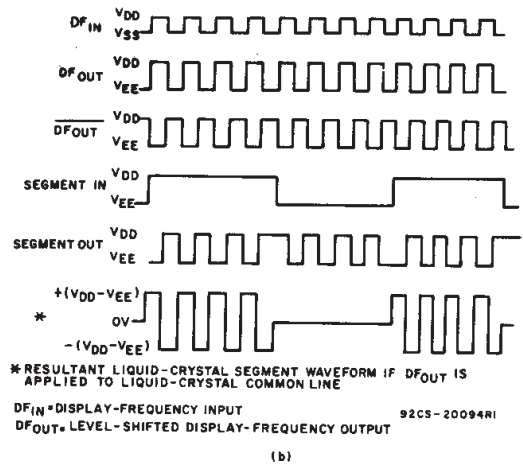 DFIN VDD
VSS
DFOUT VDD
VEE
DFOUT VDD
VEE
SEGMENT IN VDD
VEE
SEGMENT OUT VDD
VEE
+(VDD-VEE)
* OV
-(VDD-VEE)
* RESULTANT LIQUID-CRYSTAL SEGMENT WAVEFORM IF DFOUT IS
APPLIED TO LIQUID-CRYSTAL COMMON LINE
DFIN=DISPLAY-FREQUENCY INPUT 92CS-20094R1
DFOUT= LEVEL-SHIFTED DISPLAY-FREQUENCY OUTPUT
(b)